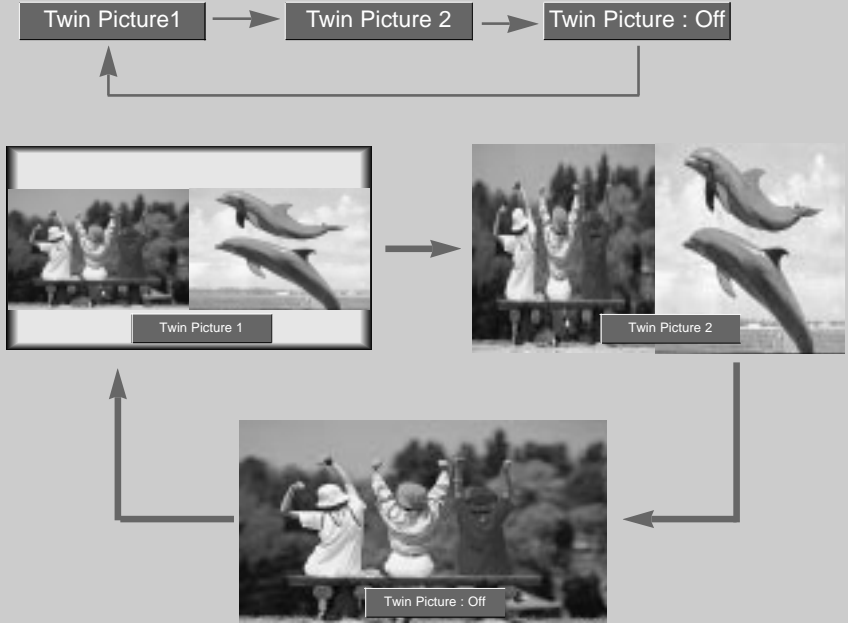 Twin Picture1
Twin Picture 2
Twin Picture : Off
Twin Picture 1
Twin Picture 2
Twin Picture : Off